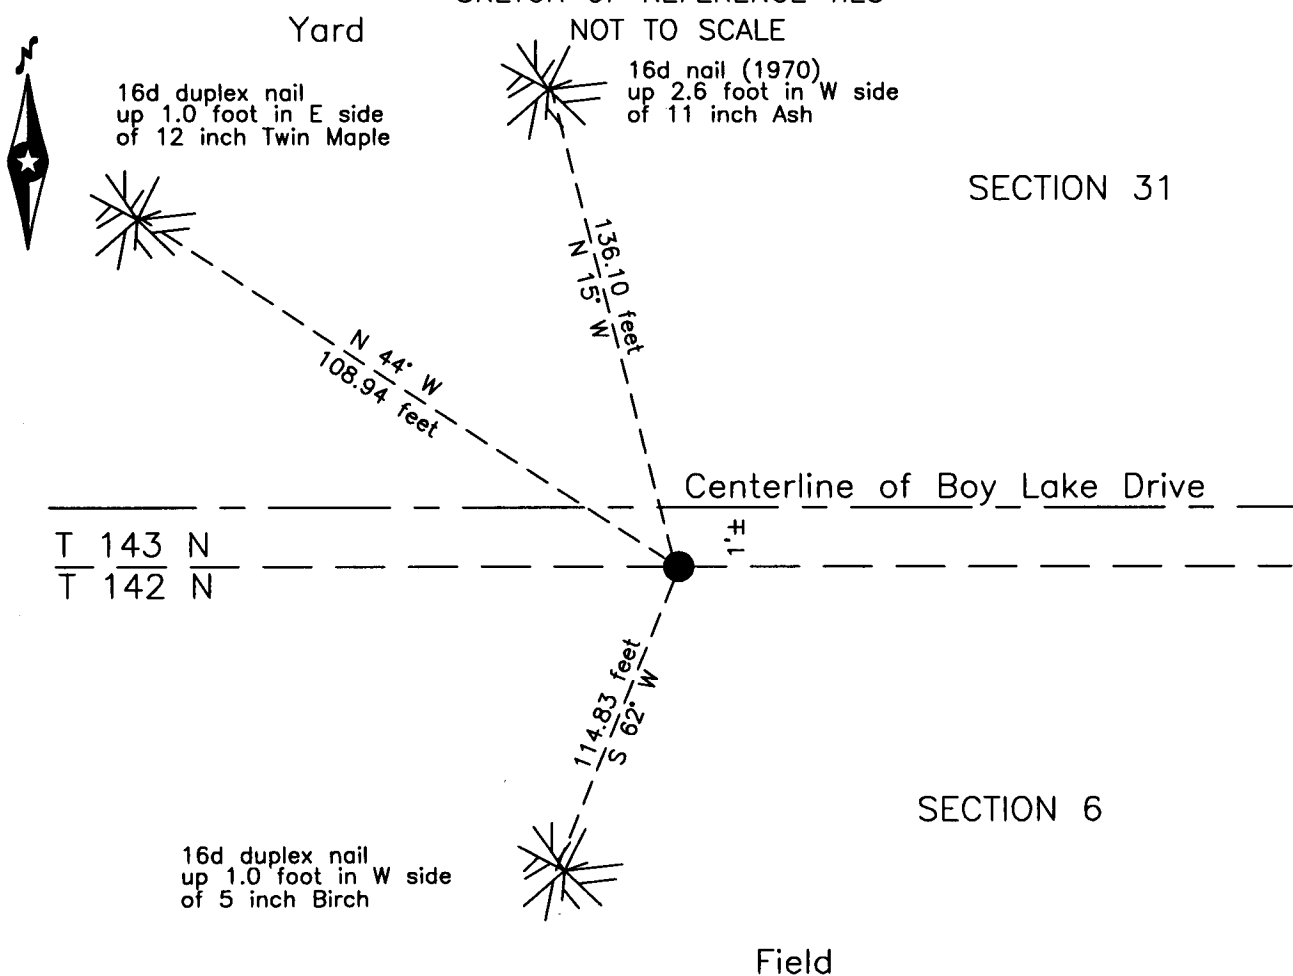 Yard
NOT TO SCALE
N
16d duplex nail
up 1.0 foot in E side
of 12 inch Twin Maple
16d nail (1970)
up 2.6 foot in W side
of 11 inch Ash
SECTION 31
136.10 feet
N 15° W
N 44° W
108.94 feet
Centerline of Boy Lake Drive
1'±
T 143 N
T 142 N
114.83 feet
S 62° W
SECTION 6
16d duplex nail
up 1.0 foot in W side
of 5 inch Birch
Field